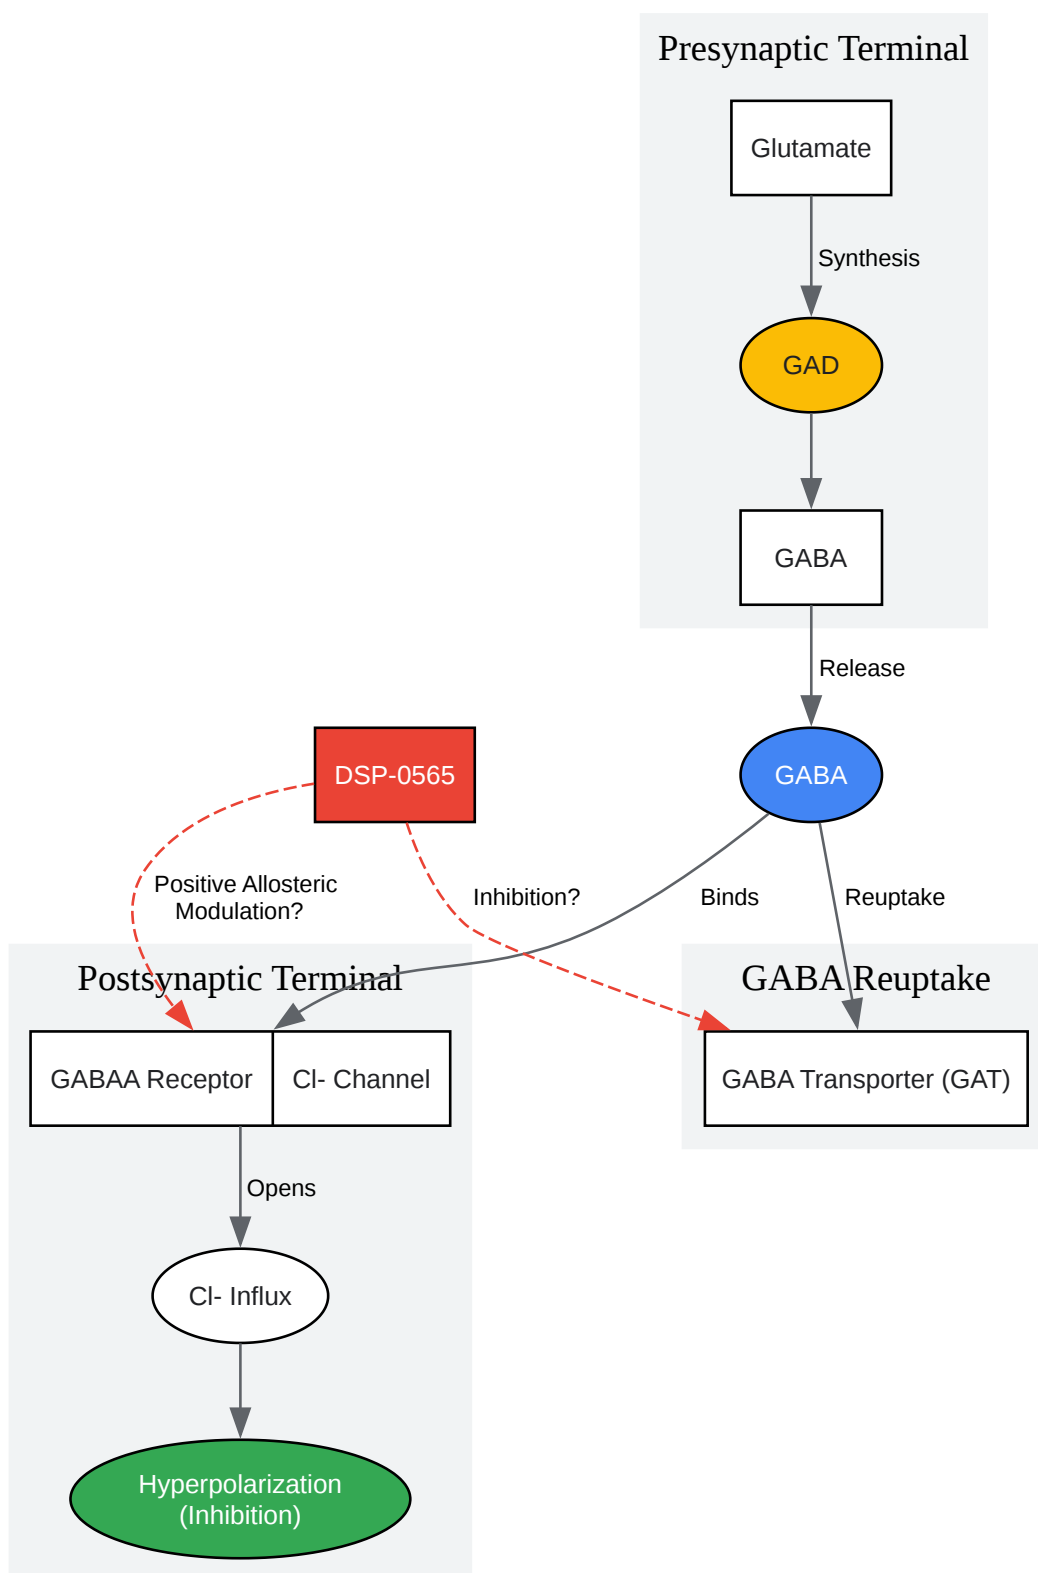 Presynaptic Terminal
Glutamate
Synthesis
GAD
GABA
Release
DSP-0565
GABA
Positive Allosteric
Modulation?
Inhibition?
Binds
Reuptake
Postsynaptic Terminal
GABA Reuptake
GABAA Receptor
Cl- Channel
GABA Transporter (GAT)
Opens
Cl- Influx
Hyperpolarization
(Inhibition)